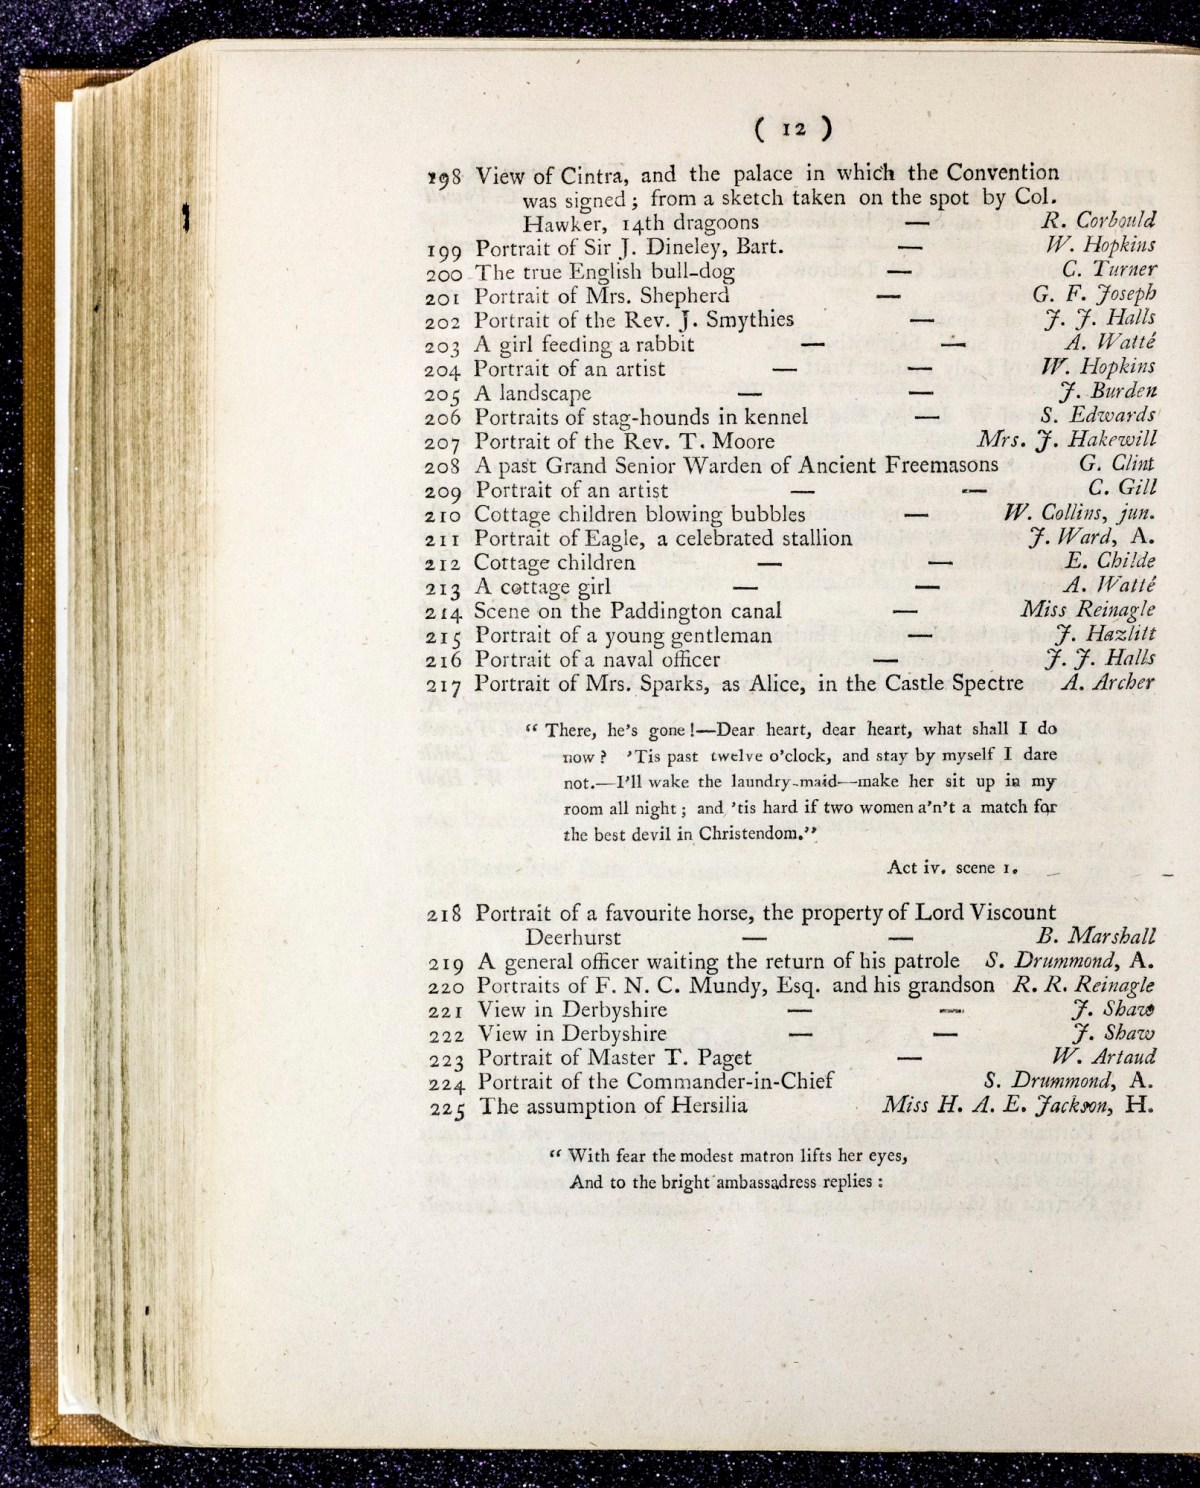 ( 12 )
198 View of Cintra, and the palace in which the Convention
was signed ; from a sketch taken on the spot by Col.
Hawker, 14th dragoons — R. Corbould
199 Portrait of Sir J. Dineley, Bart. — W. Hopkins
200 The true English bull-dog — C. Turner
201 Portrait of Mrs. Shepherd — G. F. Joseph
202 Portrait of the Rev. J. Smythies — J. J. Halls
203 A girl feeding a rabbit — — A. Watté
204 Portrait of an artist — — W. Hopkins
205 A landscape — — J. Burden
206 Portraits of stag-hounds in kennel — S. Edwards
207 Portrait of the Rev. T. Moore Mrs. J. Hakewill
208 A past Grand Senior Warden of Ancient Freemasons G. Clint
209 Portrait of an artist — — C. Gill
210 Cottage children blowing bubbles — W. Collins, jun.
211 Portrait of Eagle, a celebrated stallion J. Ward, A.
212 Cottage children — — E. Childe
213 A cottage girl — — A. Watté
214 Scene on the Paddington canal — Miss Reinagle
215 Portrait of a young gentleman — J. Hazlitt
216 Portrait of a naval officer — J. J. Halls
217 Portrait of Mrs. Sparks, as Alice, in the Castle Spectre A. Archer
“ There, he's gone !—Dear heart, dear heart, what shall I do
now ? 'Tis past twelve o'clock, and stay by myself I dare
not.—I'll wake the laundry-maid—make her sit up in my
room all night ; and 'tis hard if two women a'n't a match for
the best devil in Christendom.”
Act iv. scene 1.
218 Portrait of a favourite horse, the property of Lord Viscount
Deerhurst — — B. Marshall
219 A general officer waiting the return of his patrole S. Drummond, A.
220 Portraits of F. N. C. Mundy, Esq. and his grandson R. R. Reinagle
221 View in Derbyshire — — J. Shaw
222 View in Derbyshire — — J. Shaw
223 Portrait of Master T. Paget — W. Artaud
224 Portrait of the Commander-in-Chief S. Drummond, A.
225 The assumption of Hersilia Miss H. A. E. Jackson, H.
“ With fear the modest matron lifts her eyes,
And to the bright ambassadress replies :